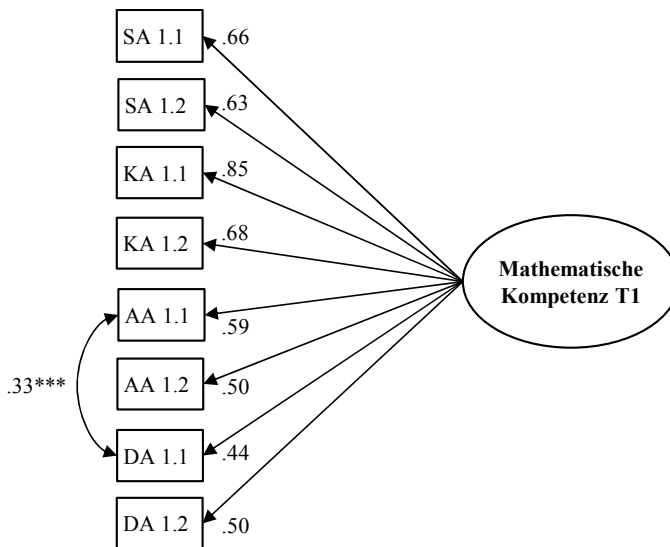 SA 1.1
.66
SA 1.2
.63
KA 1.1
.85
KA 1.2
.68
Mathematische
Kompetenz T1
AA 1.1
.59
.33***
AA 1.2
.50
DA 1.1
.44
DA 1.2
.50